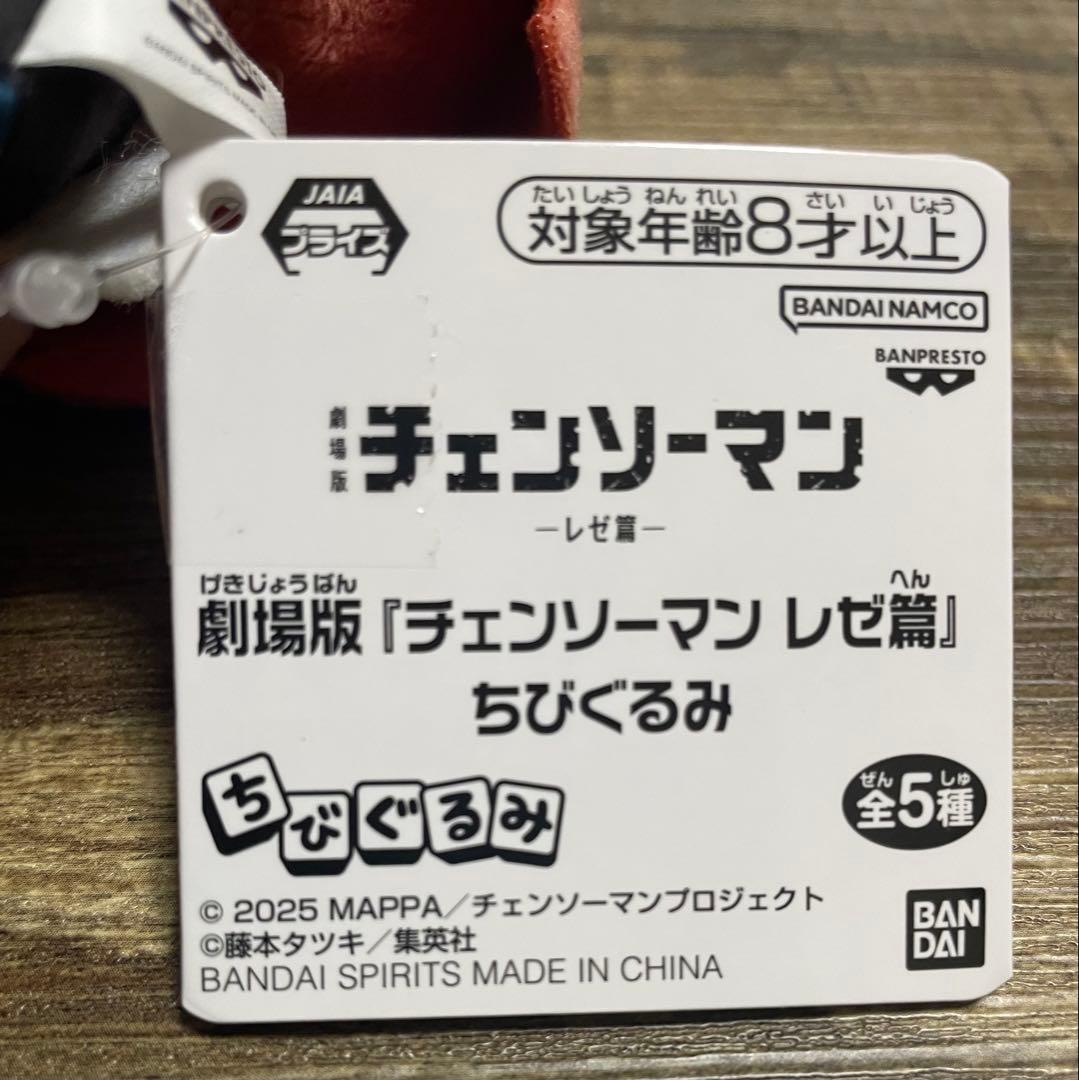 BANDAI SPIRITS MADE
JAIA
プライズ
たいしょうねんれい さいいじょう
対象年齢8才以上
BANDAI NAMCO
BANPRESTO
劇場版
チェンソーマン
－レゼ篇－
げきじょうばん へん
劇場版『チェンソーマン レゼ篇』
ちびぐるみ
ちびぐるみ
ぜん しゅ
全5種
© 2025 MAPPA／チェンソーマンプロジェクト
©藤本タツキ／集英社
BANDAI SPIRITS MADE IN CHINA
BAN
DAI